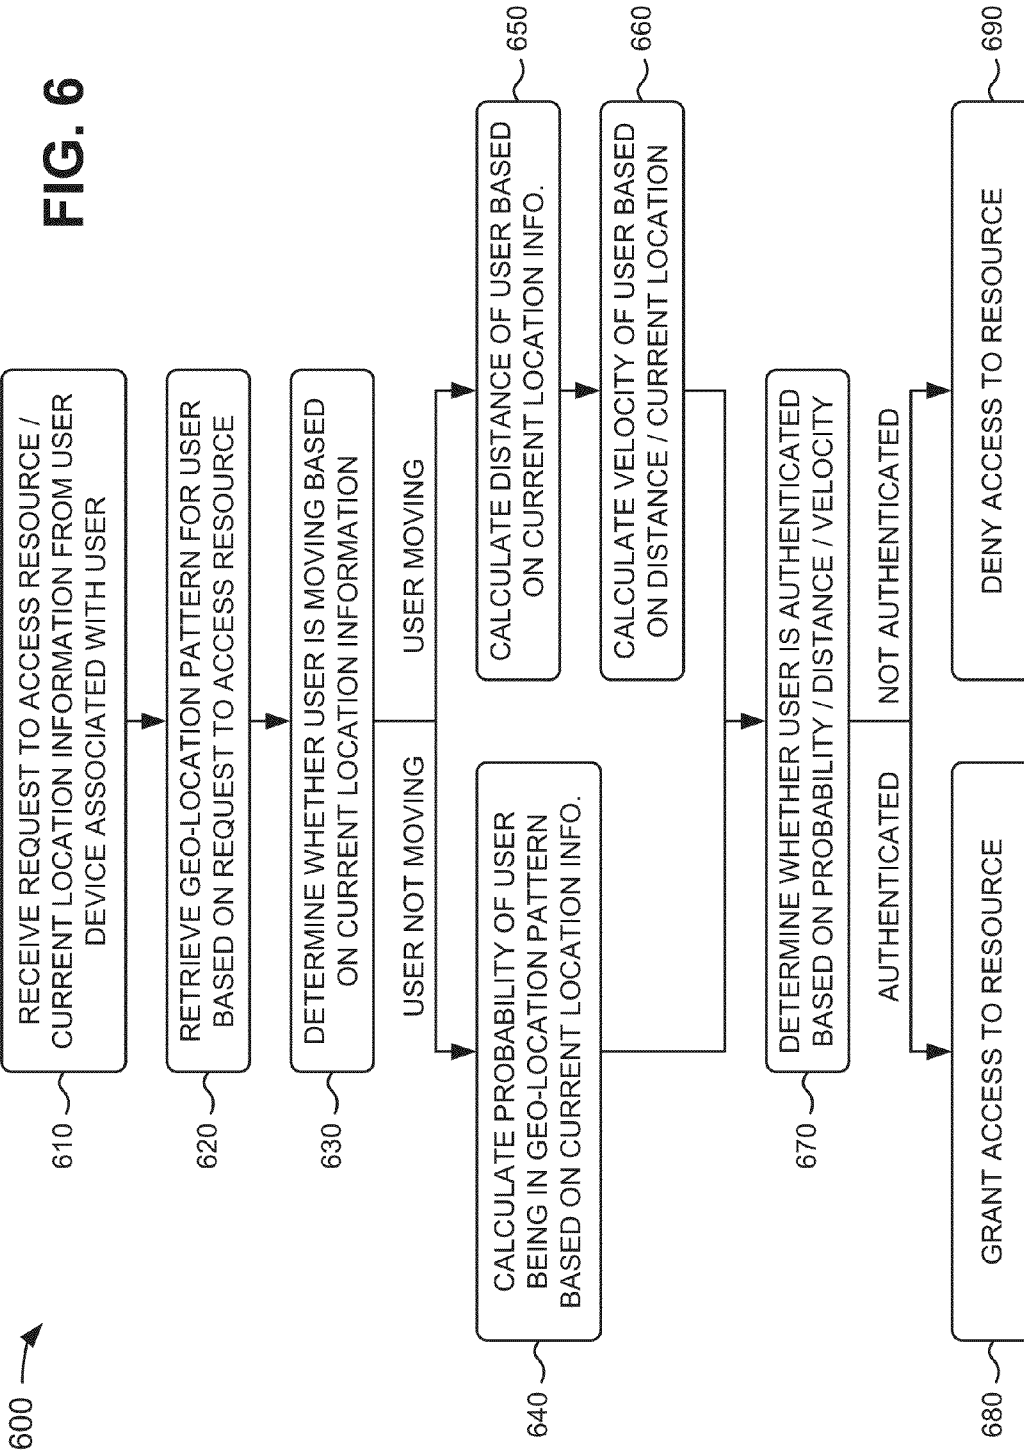 FIG. 6
600
RECEIVE REQUEST TO ACCESS RESOURCE /
CURRENT LOCATION INFORMATION FROM USER
DEVICE ASSOCIATED WITH USER
610
RETRIEVE GEO-LOCATION PATTERN FOR USER
BASED ON REQUEST TO ACCESS RESOURCE
620
DETERMINE WHETHER USER IS MOVING BASED
ON CURRENT LOCATION INFORMATION
630
USER NOT MOVING
USER MOVING
CALCULATE PROBABILITY OF USER
BEING IN GEO-LOCATION PATTERN
BASED ON CURRENT LOCATION INFO.
640
CALCULATE DISTANCE OF USER BASED
ON CURRENT LOCATION INFO.
650
CALCULATE VELOCITY OF USER BASED
ON DISTANCE / CURRENT LOCATION
660
DETERMINE WHETHER USER IS AUTHENTICATED
BASED ON PROBABILITY / DISTANCE / VELOCITY
670
AUTHENTICATED
NOT AUTHENTICATED
GRANT ACCESS TO RESOURCE
680
DENY ACCESS TO RESOURCE
690